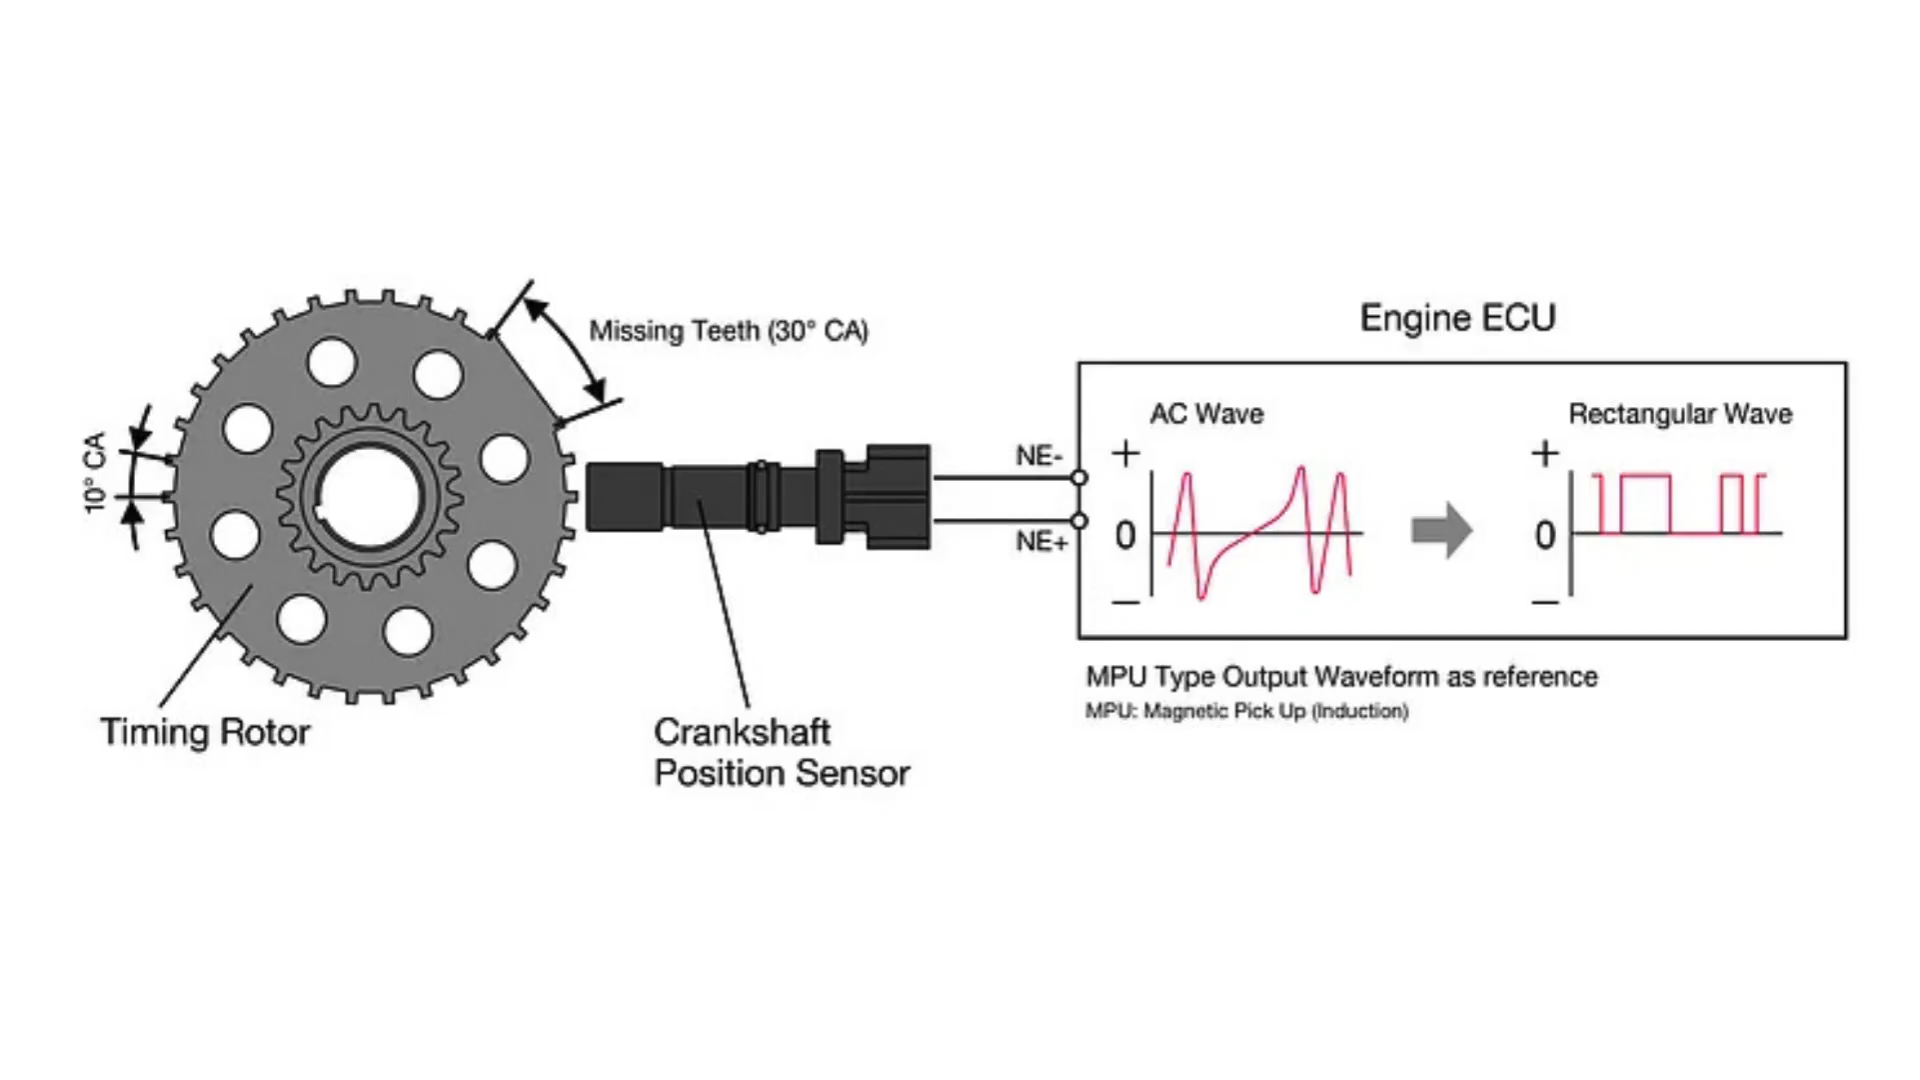 Engine ECU
Missing Teeth (30° CA)
10° CA
AC Wave
Rectangular Wave
NE-
NE+
+
0
—
+
0
—
MPU Type Output Waveform as reference
MPU: Magnetic Pick Up (Induction)
Timing Rotor
Crankshaft
Position Sensor